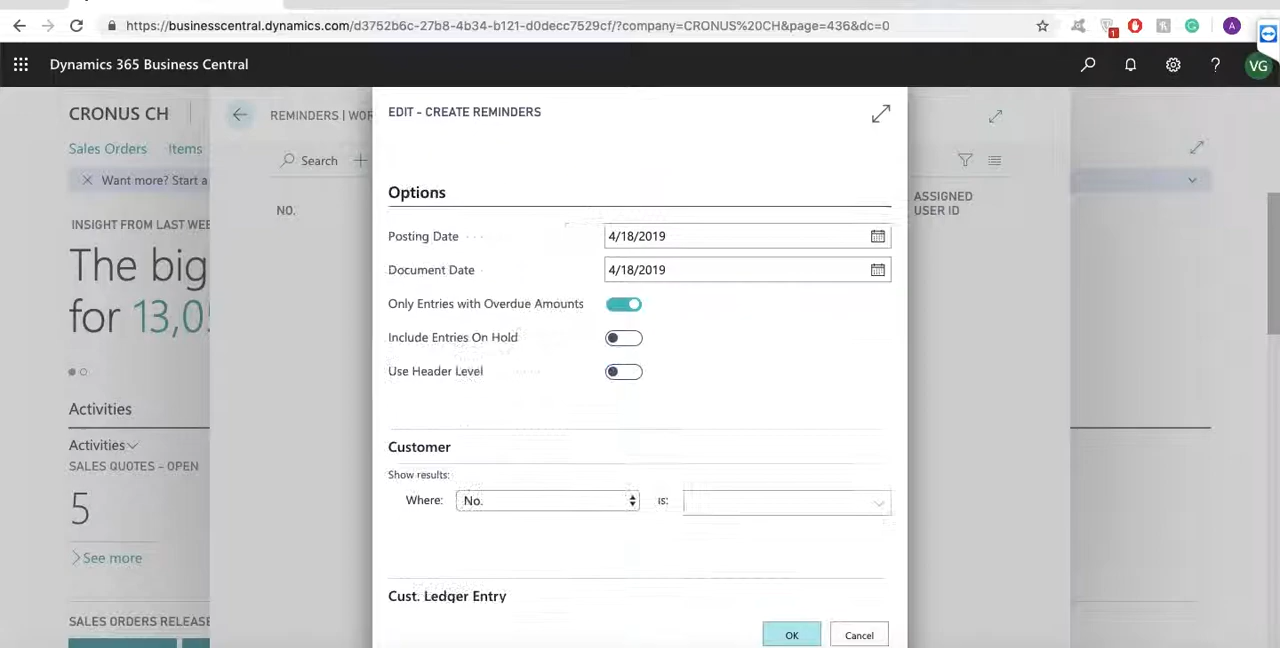 https://businesscentral.dynamics.com/d3752b6c-27b8-4b34-b121-d0decc7529cf/?company=CRONUS%20CH&page=436&dc=0
1
A
Dynamics 365 Business Central
?
VG
CRONUS CH
Sales Orders Items
Want more? Start a
INSIGHT FROM LAST WEE
The big
for 13,0
Activities
Activities
SALES QUOTES - OPEN
5
See more
SALES ORDERS RELEASE
REMINDERS | WOR
Search
NO.
ASSIGNED
USER ID
EDIT - CREATE REMINDERS
Options
Posting Date 4/18/2019
Document Date 4/18/2019
Only Entries with Overdue Amounts
Include Entries On Hold
Use Header Level
Customer
Show results:
Where: No. is:
Cust. Ledger Entry
OK Cancel